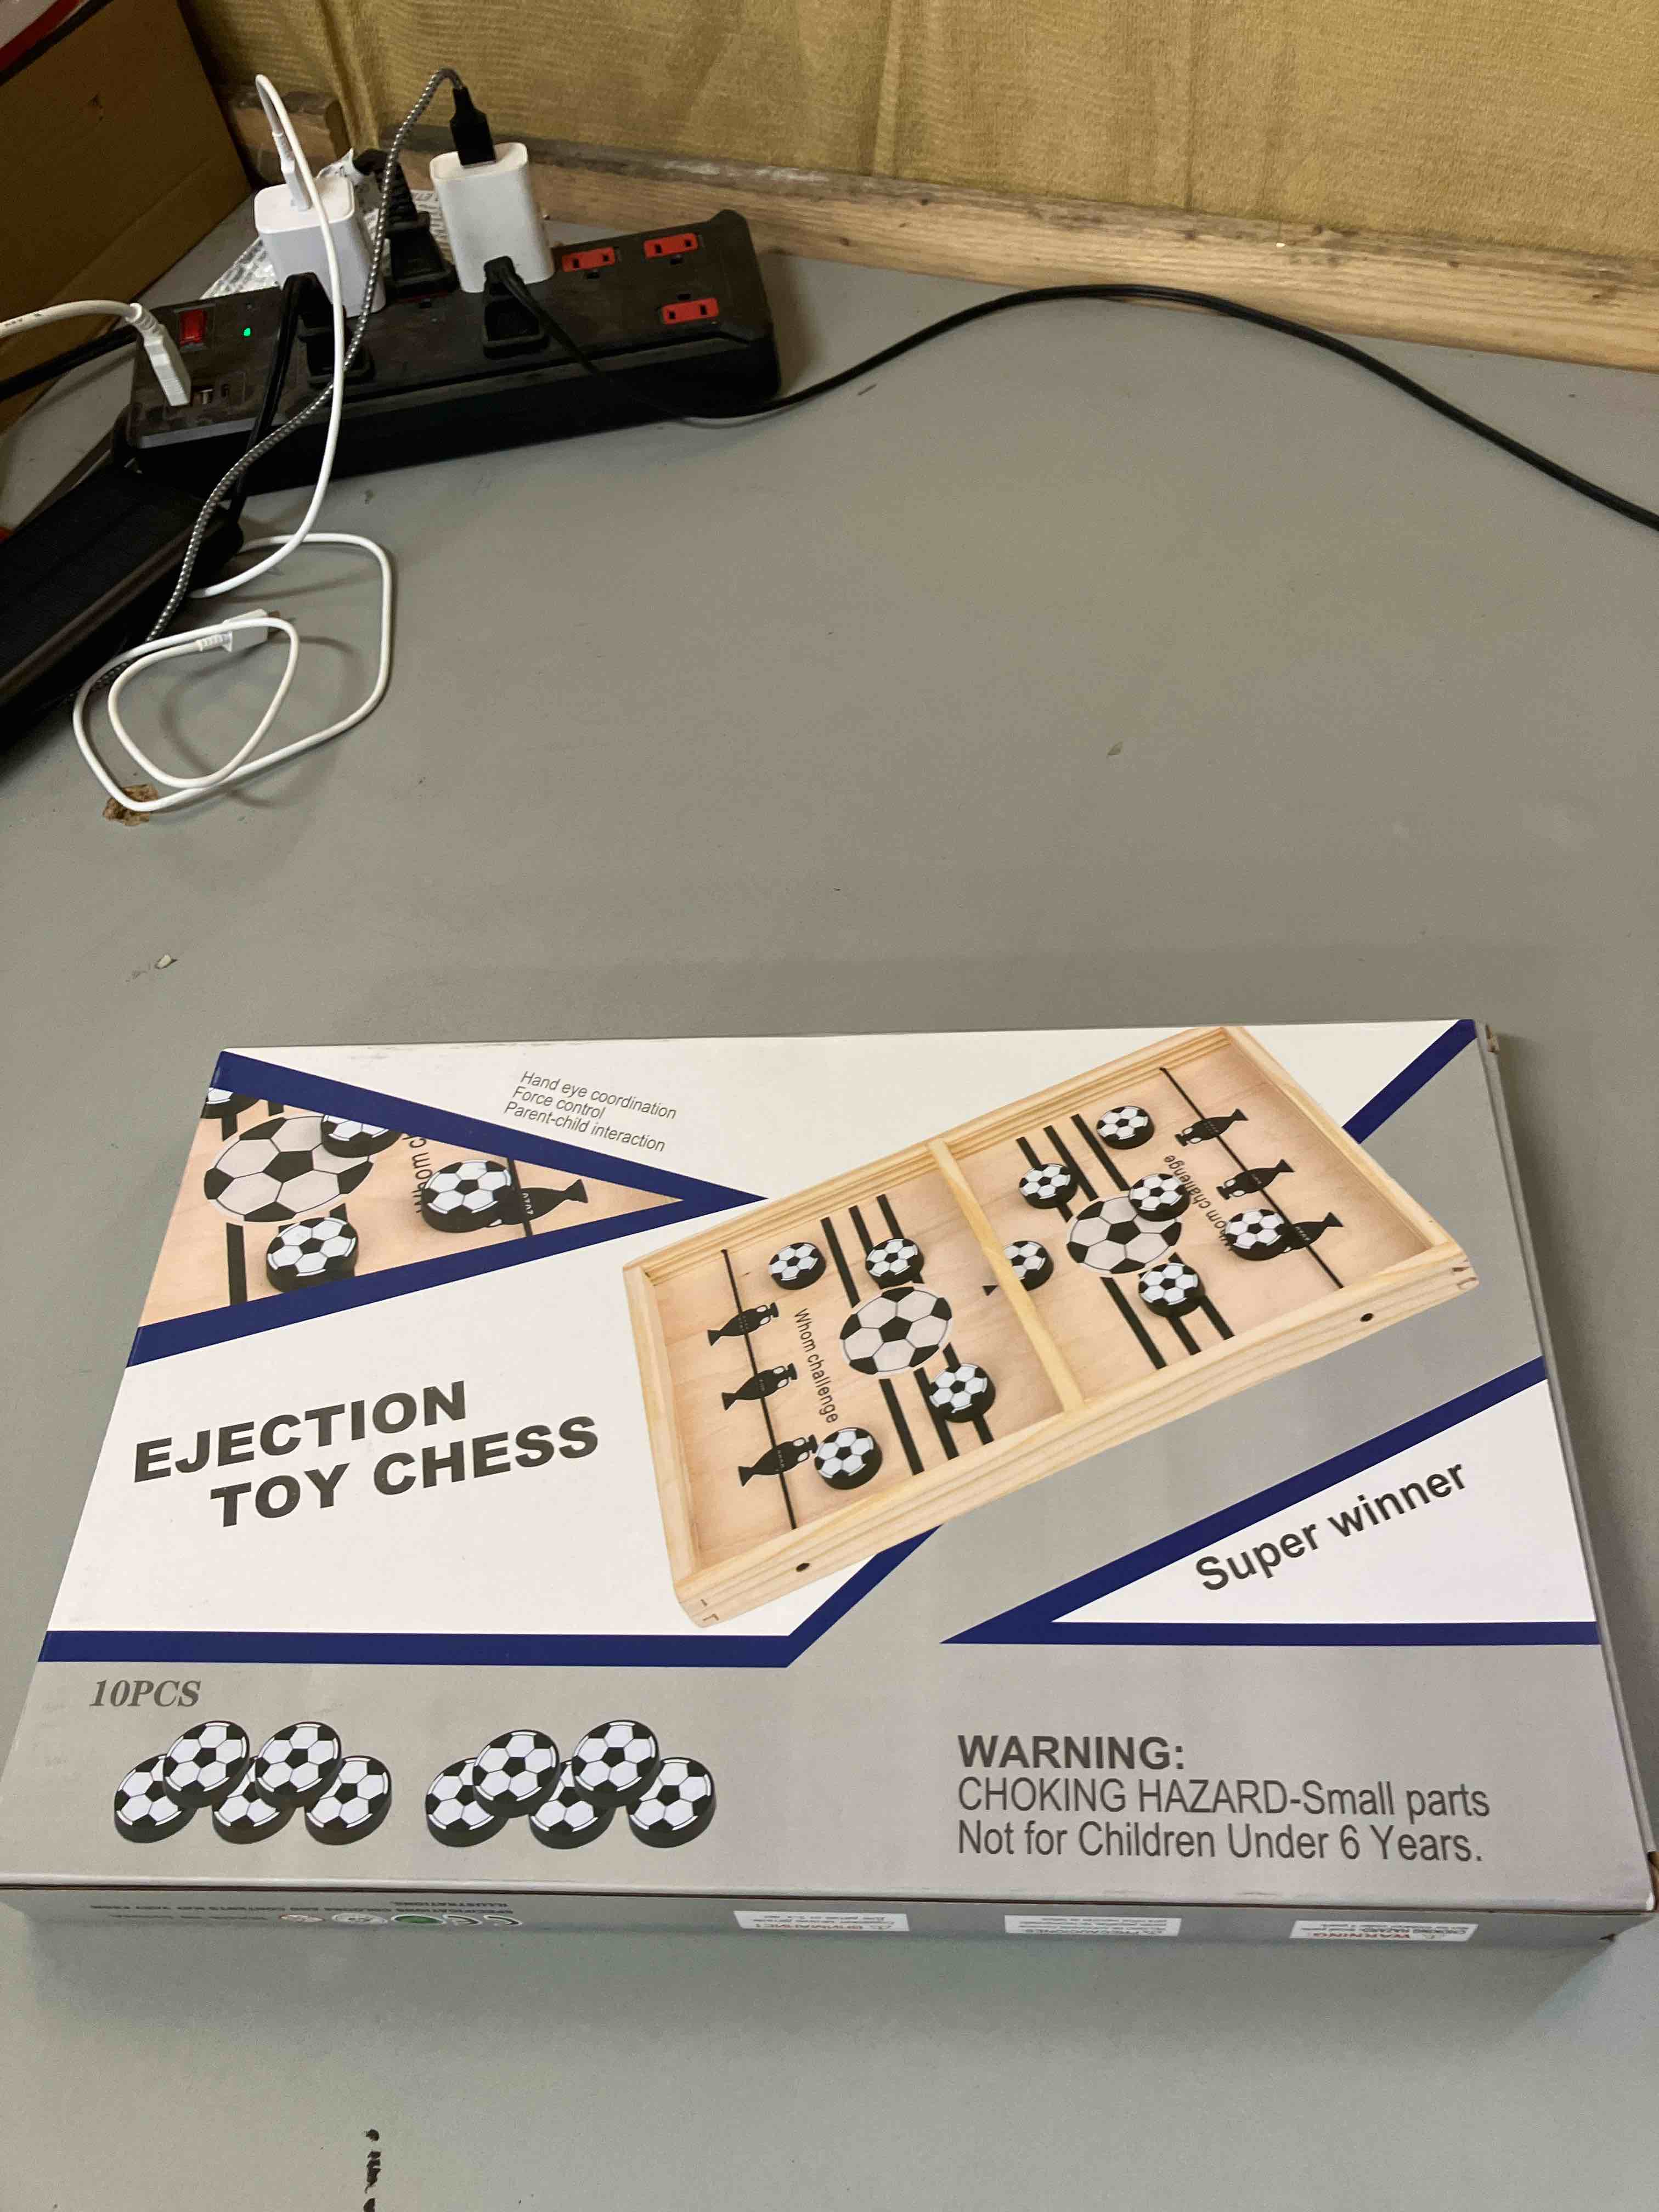 Hand eye coordination
Force control
Parent-child interaction
Whom challenge
Whom challenge
EJECTION
TOY CHESS
Super winner
10PCS
WARNING:
CHOKING HAZARD-Small parts
Not for Children Under 6 Years.
WARNING